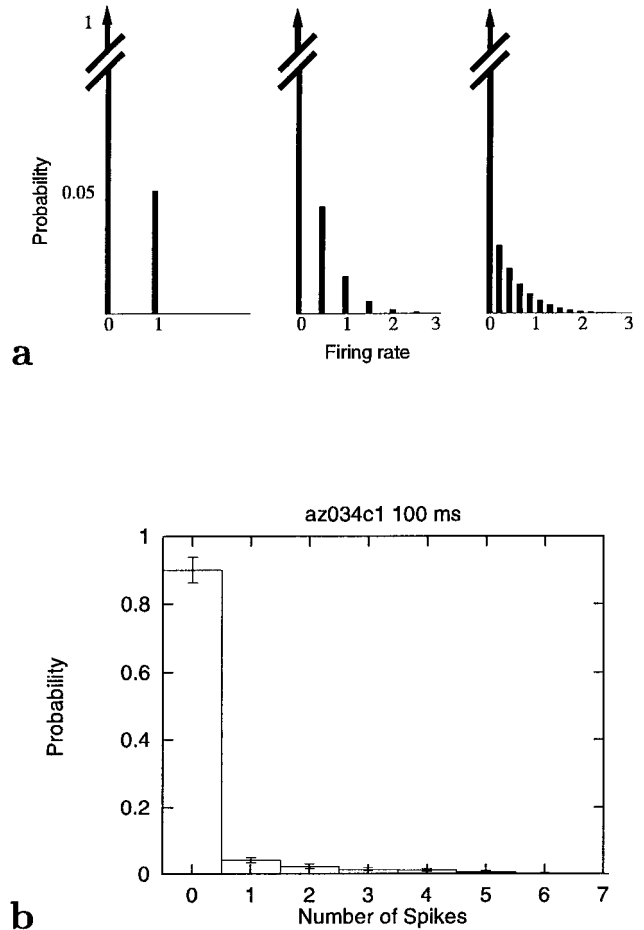 1
Probability
0.05
0 1
0 1 2 3
0 1 2 3
Firing rate
a
az034c1 100 ms
1
0.8
0.6
0.4
0.2
0
Probability
0 1 2 3 4 5 6 7
Number of Spikes
b